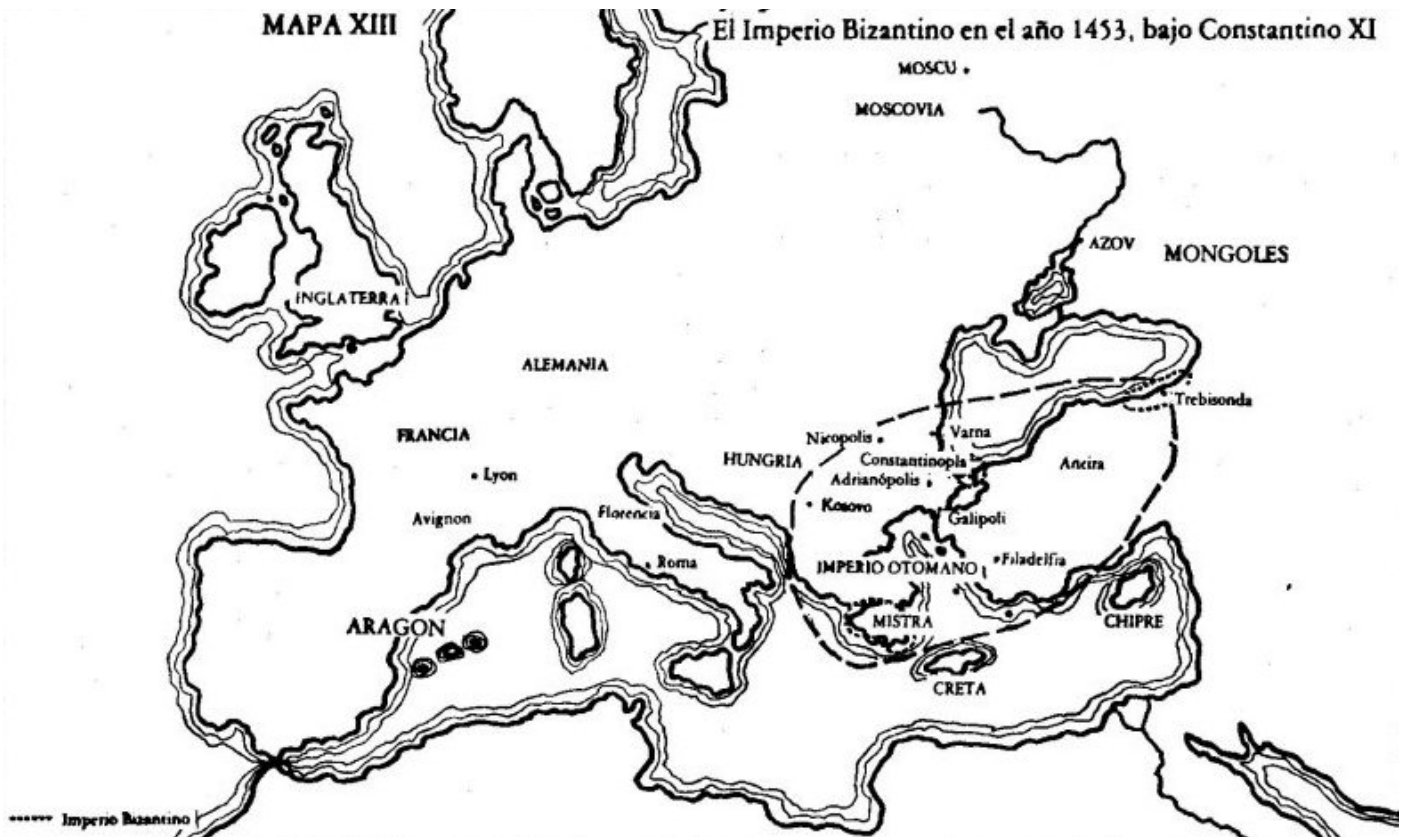 MAPA XIII
El Imperio Bizantino en el año 1453, bajo Constantino XI
MOSCU
MOSCOVIA
AZOV
MONGOLES
INGLATERRA
ALEMANIA
Trebisonda
FRANCIA
Nicopolis
Varna
HUNGRIA
Constantinopla
Ancira
Lyon
Adrianópolis
Kosovo
Avignon
Florencia
Galipoli
Roma
IMPERIO OTOMANO
Filadelfia
ARAGON
MISTRA
CHIPRE
CRETA
Imperio Bizantino